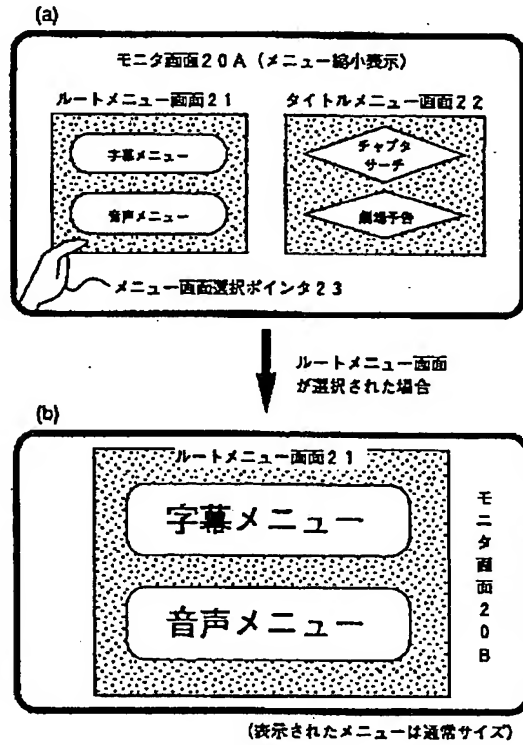 (a)
モニタ画面20A(メニュー縮小表示)
ルートメニュー画面21
タイトルメニュー画面22
字幕メニュー
音声メニュー
チャプタ
サーチ
劇場予告
メニュー画面選択ポインタ23
ルートメニュー画面
が選択された場合
(b)
ルートメニュー画面21
字幕メニュー
音声メニュー
モニタ画面20B
(表示されたメニューは通常サイズ)